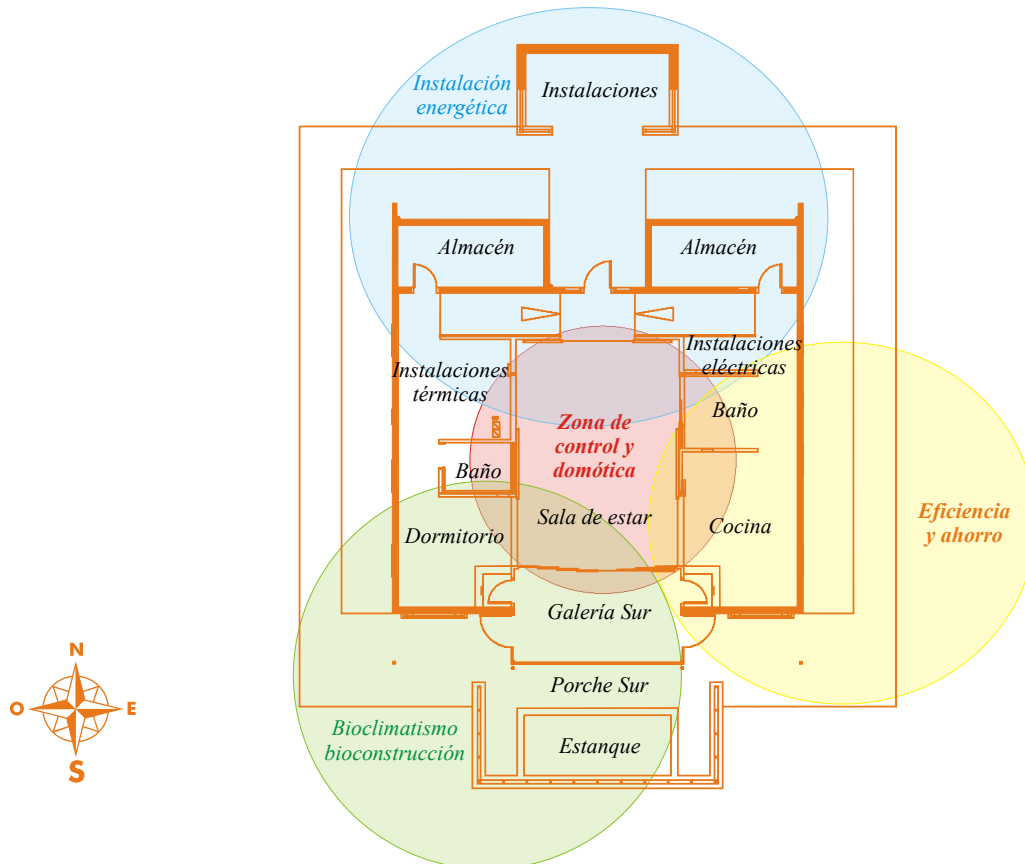 Instalación
energética
Instalaciones
Almacén
Almacén
Instalaciones
térmicas
Instalaciones
eléctricas
Baño
Zona de
control y
domótica
Baño
Sala de estar
Dormitorio
Cocina
Eficiencia
y ahorro
Galería Sur
Porche Sur
Estanque
Bioclimatismo
bioconstrucción
N
O
E
S